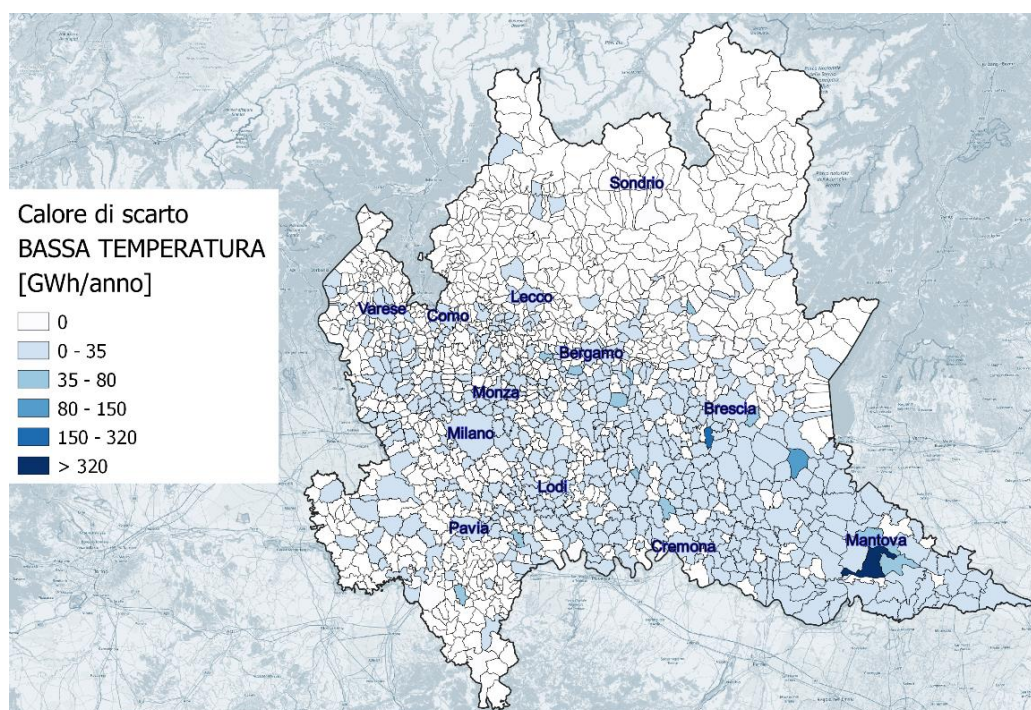 Calore di scarto
BASSA TEMPERATURA
[GWh/anno]
0
0 - 35
35 - 80
80 - 150
150 - 320
> 320
Sondrio
Varese
Como
Lecco
Bergamo
Monza
Brescia
Milano
Lodi
Pavia
Cremona
Mantova